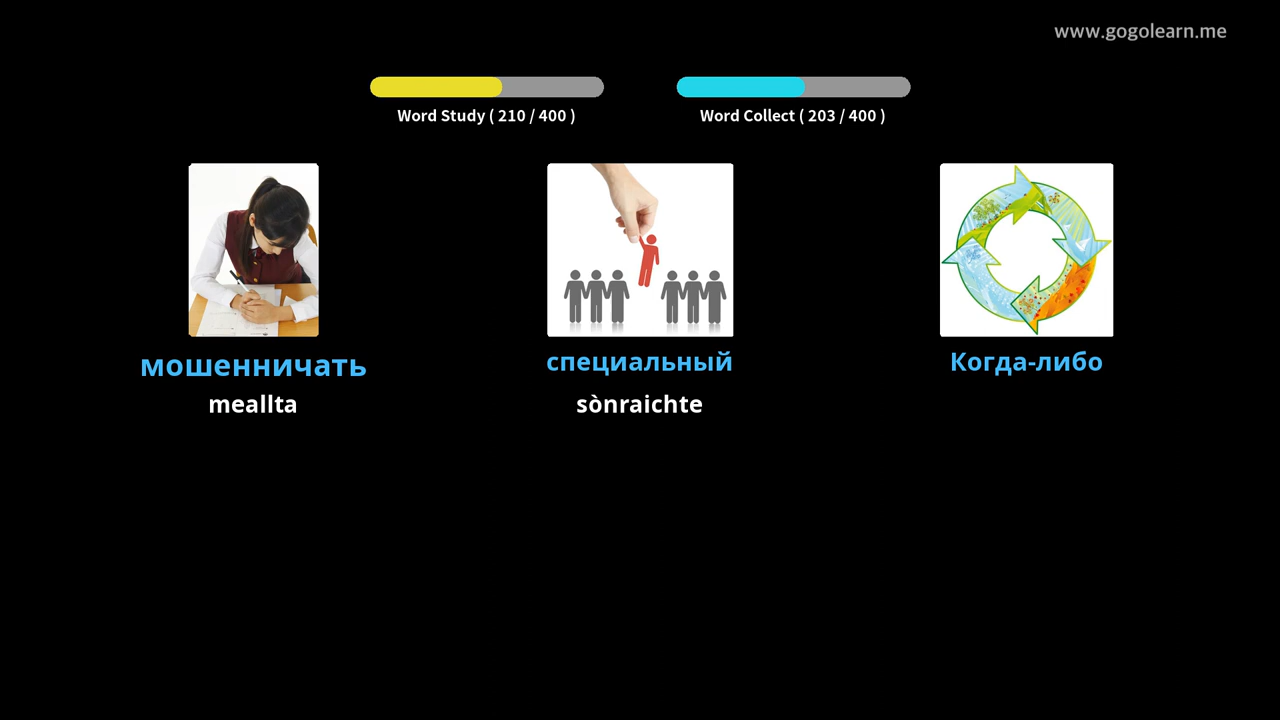 www.gogolearn.me
Word Study ( 210 / 400 )
Word Collect ( 203 / 400 )
мошенничать
специальный
Когда-либо
meallta
sònraichte